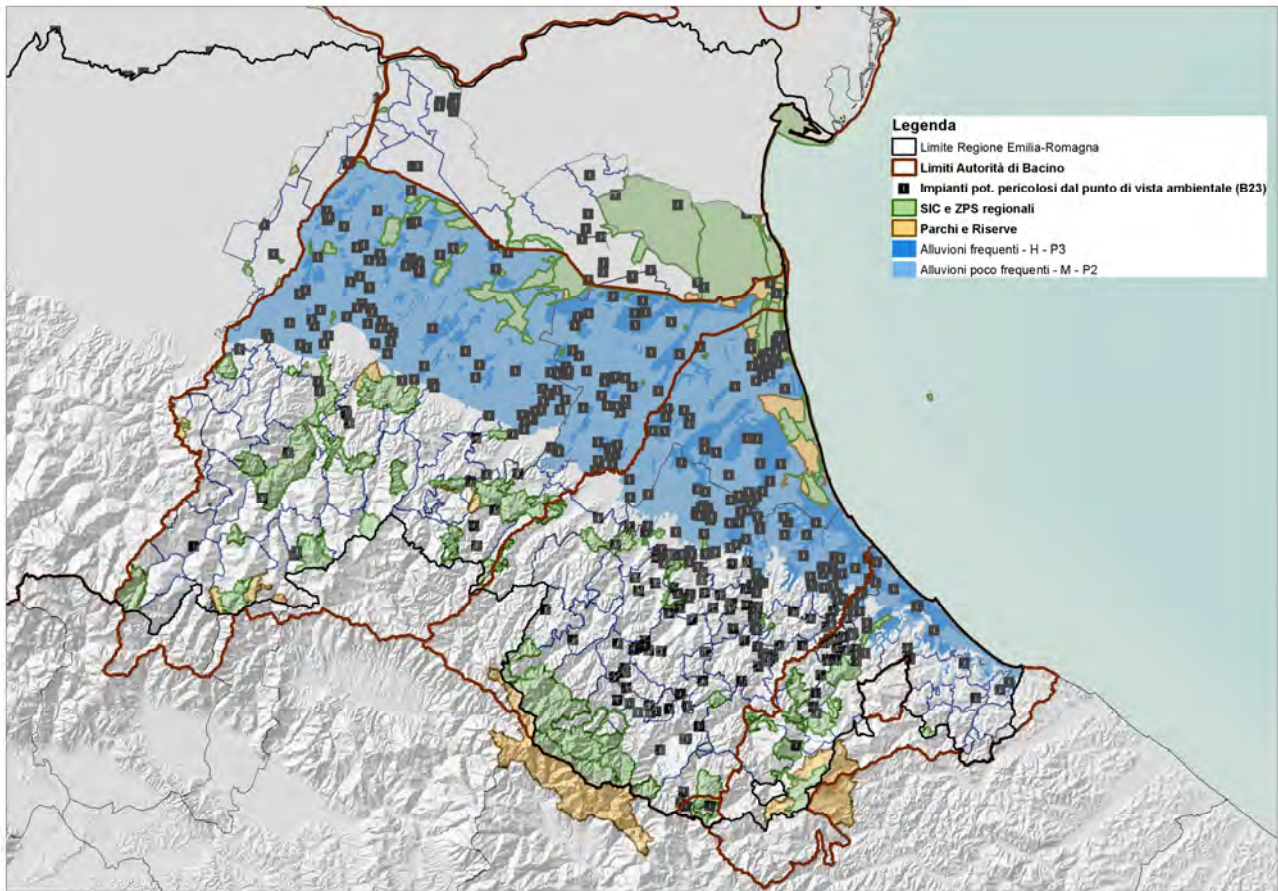 Legenda
Limite Regione Emilia-Romagna
Limiti Autorità di Bacino
Impianti pot. pericolosi dal punto di vista ambientale (B23)
SIC e ZPS regionali
Parchi e Riserve
Alluvioni frequenti - H - P3
Alluvioni poco frequenti - M - P2